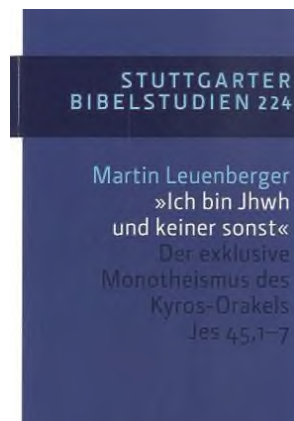 STUTTGARTER
BIBELSTUDIEN 224
Martin Leuenberger
»Ich bin Jhwh
und keiner sonst«
Der exklusive
Monotheismus des
Kyros-Orakels
Jes 45,1–7